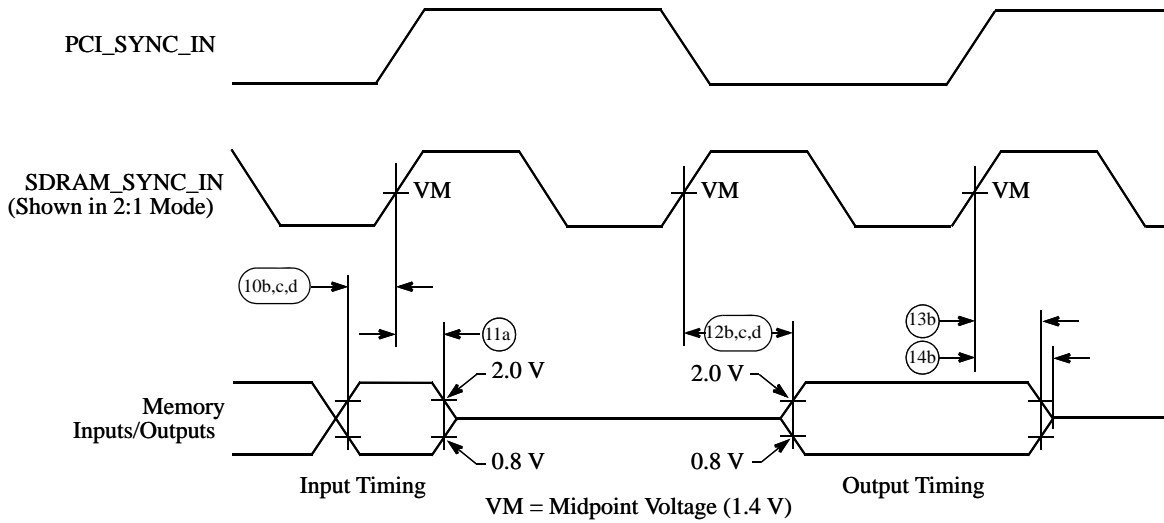 PCI_SYNC_IN
SDRAM_SYNC_IN
(Shown in 2:1 Mode)
VM
VM
VM
10b,c,d
11a
12b,c,d
13b
14b
2.0 V
2.0 V
Memory
Inputs/Outputs
0.8 V
0.8 V
Input Timing
Output Timing
VM = Midpoint Voltage (1.4 V)